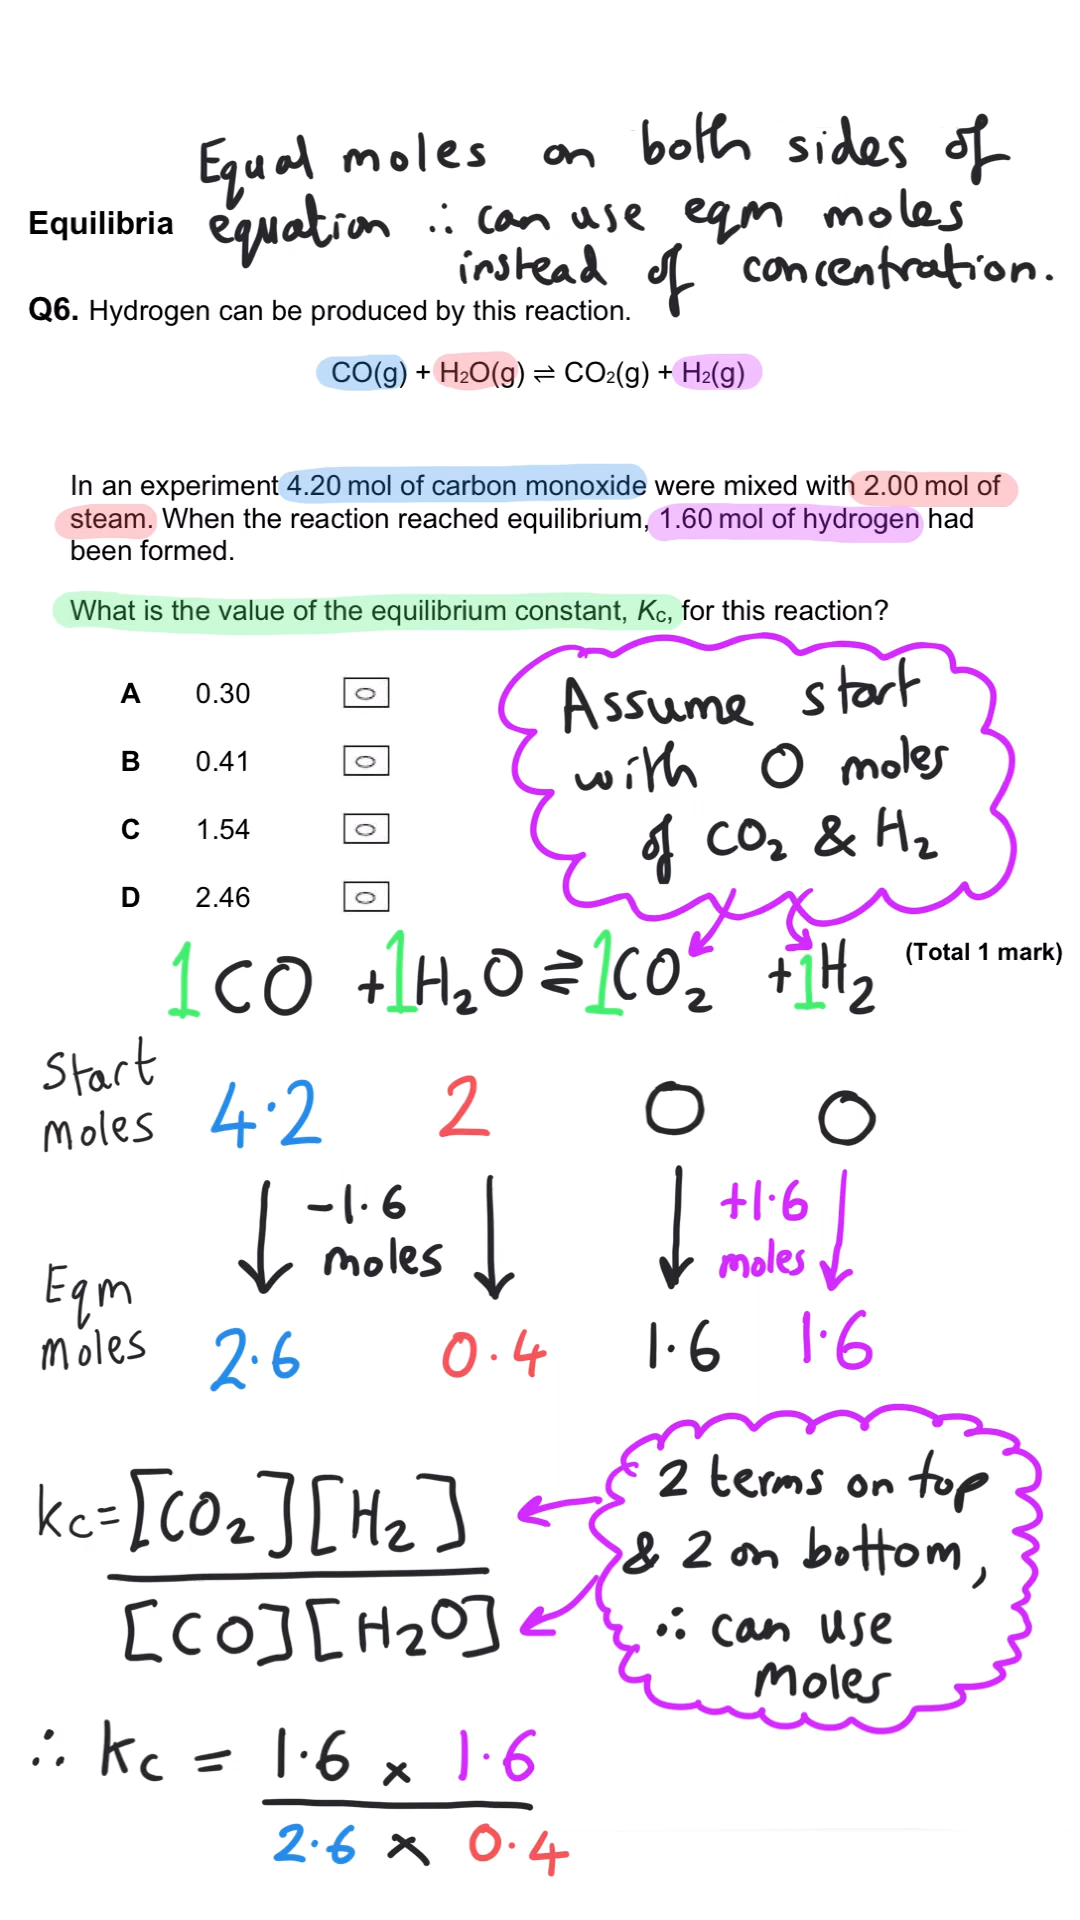 Equal moles on both sides of
Equilibria equation ∴ can use eqm moles
instead of concentration.
Q6. Hydrogen can be produced by this reaction.
CO(g) + H₂O(g) ⇌ CO₂(g) + H₂(g)
In an experiment 4.20 mol of carbon monoxide were mixed with 2.00 mol of
steam. When the reaction reached equilibrium, 1.60 mol of hydrogen had
been formed.
What is the value of the equilibrium constant, Kc, for this reaction?
A 0.30
B 0.41
C 1.54
D 2.46
Assume start
with 0 moles
of CO₂ & H₂
(Total 1 mark)
1CO +1H₂O ⇌ 1CO₂ +1H₂
Start
moles 4.2 2 0 0
-1.6
moles
+1.6
moles
Eqm
moles 2.6 0.4 1.6 1.6
kc=[CO₂][H₂]
[CO][H₂O]
2 terms on top
& 2 on bottom,
∴ can use
moles
∴ kc = 1.6 x 1.6
2.6 x 0.4